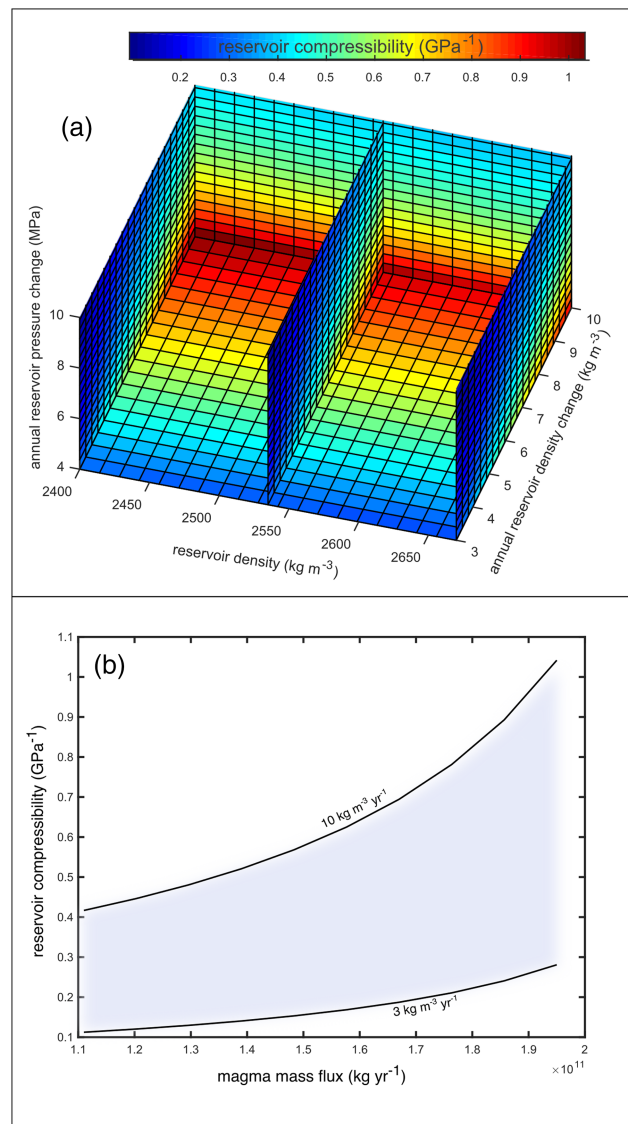 reservoir compressibility (GPa⁻¹)
0.2 0.3 0.4 0.5 0.6 0.7 0.8 0.9 1
(a)
annual reservoir pressure change (MPa)
10
8
6
4
2400
2450
2500
2550
2600
2650
reservoir density (kg m⁻³)
10
9
8
7
6
5
4
3
annual reservoir density change (kg m⁻³)
(b)
reservoir compressibility (GPa⁻¹)
1.1
1
0.9
0.8
0.7
0.6
0.5
0.4
0.3
0.2
0.1
10 kg m⁻³ yr⁻¹
3 kg m⁻³ yr⁻¹
1.1 1.2 1.3 1.4 1.5 1.6 1.7 1.8 1.9 2
×10¹¹
magma mass flux (kg yr⁻¹)